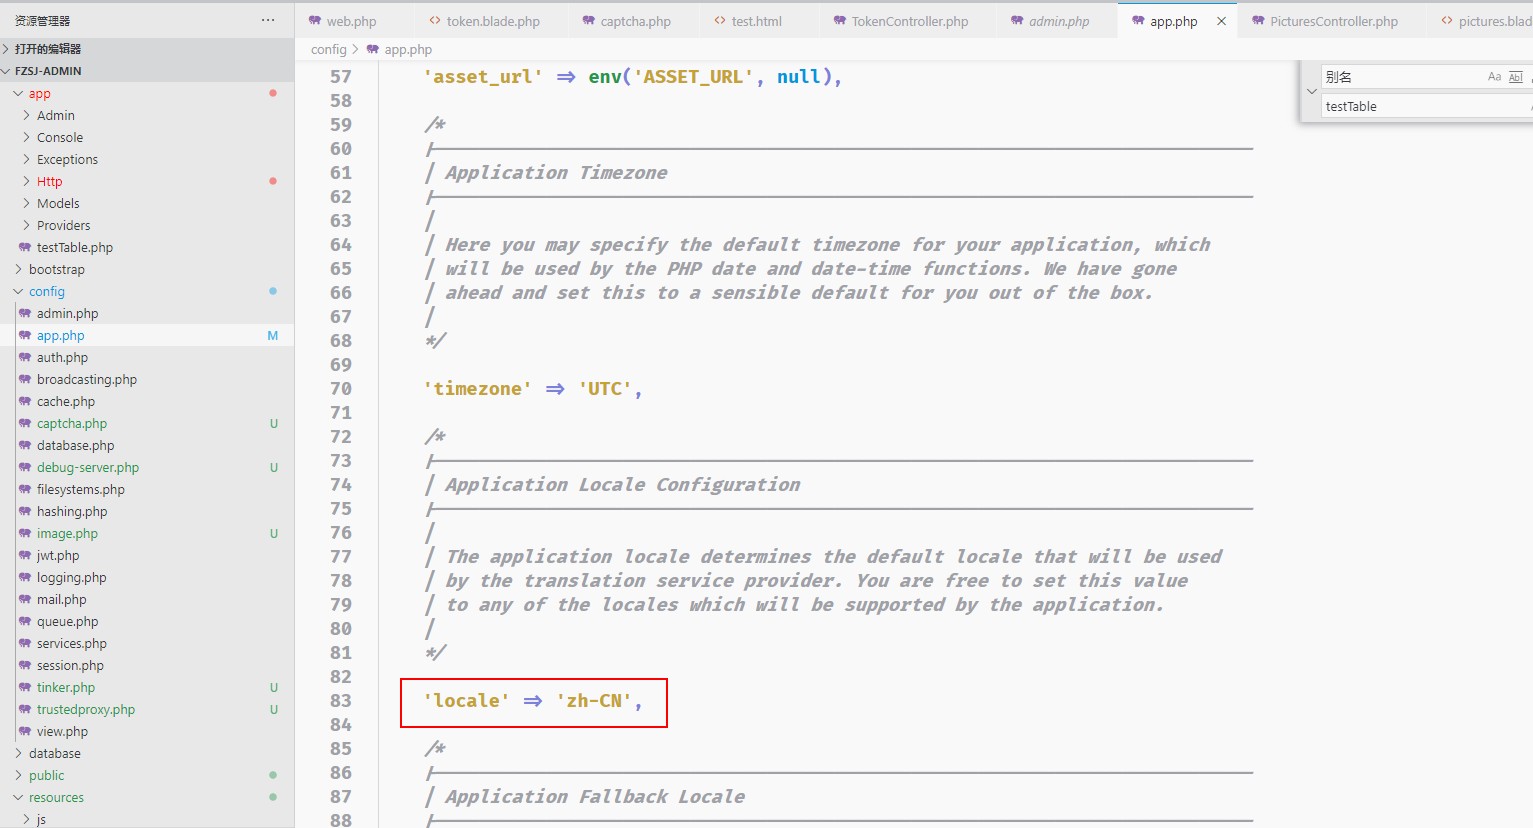 资源管理器
打开的编辑器
FZSJ-ADMIN
app
Admin
Console
Exceptions
Http
Models
Providers
testTable.php
bootstrap
config
admin.php
app.php M
auth.php
broadcasting.php
cache.php
captcha.php U
database.php
debug-server.php U
filesystems.php
hashing.php
image.php U
jwt.php
logging.php
mail.php
queue.php
services.php
session.php
tinker.php U
trustedproxy.php U
view.php
database
public
resources
js
web.php token.blade.php captcha.php test.html TokenController.php admin.php app.php PicturesController.php pictures.blad
config > app.php
别名 Aa Abl
testTable
57 'asset_url' => env('ASSET_URL', null),
58
59 /*
60 |--------------------------------------------------------------------------
61 | Application Timezone
62 |--------------------------------------------------------------------------
63 |
64 | Here you may specify the default timezone for your application, which
65 | will be used by the PHP date and date-time functions. We have gone
66 | ahead and set this to a sensible default for you out of the box.
67 |
68 */
69
70 'timezone' => 'UTC',
71
72 /*
73 |--------------------------------------------------------------------------
74 | Application Locale Configuration
75 |--------------------------------------------------------------------------
76 |
77 | The application locale determines the default locale that will be used
78 | by the translation service provider. You are free to set this value
79 | to any of the locales which will be supported by the application.
80 |
81 */
82
83 'locale' => 'zh-CN',
84
85 /*
86 |--------------------------------------------------------------------------
87 | Application Fallback Locale
88 |--------------------------------------------------------------------------